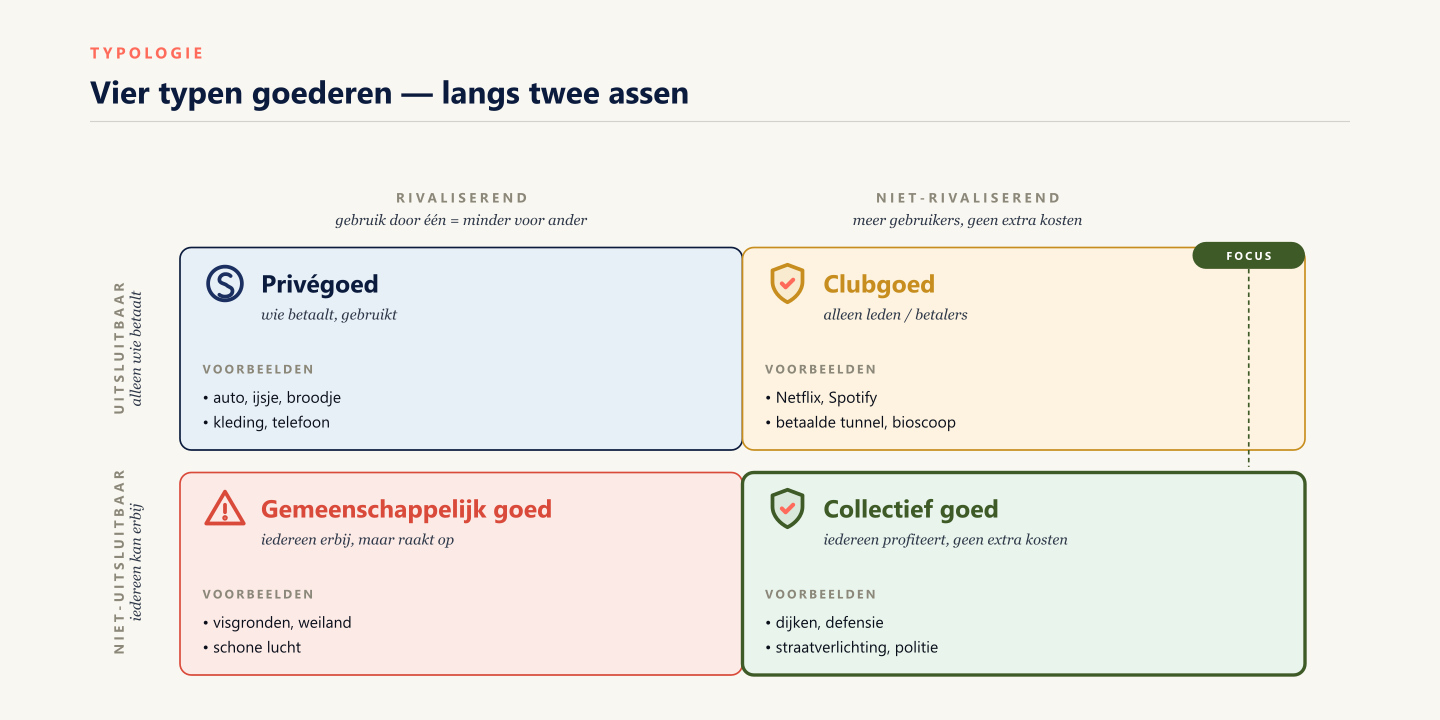 TYPOLOGIE
Vier typen goederen — langs twee assen
RIVALISEREND
gebruik door één = minder voor ander
NIET-RIVALISEREND
meer gebruikers, geen extra kosten
UITSLUITBAAR
alleen wie betaalt
Privégoed
wie betaalt, gebruikt
VOORBEELDEN
• auto, ijsje, broodje
• kleding, telefoon
FOCUS
Clubgoed
alleen leden / betalers
VOORBEELDEN
• Netflix, Spotify
• betaalde tunnel, bioscoop
NIET-UITSLUITBAAR
iedereen kan erbij
Gemeenschappelijk goed
iedereen erbij, maar raakt op
VOORBEELDEN
• visgronden, weiland
• schone lucht
Collectief goed
iedereen profiteert, geen extra kosten
VOORBEELDEN
• dijken, defensie
• straatverlichting, politie